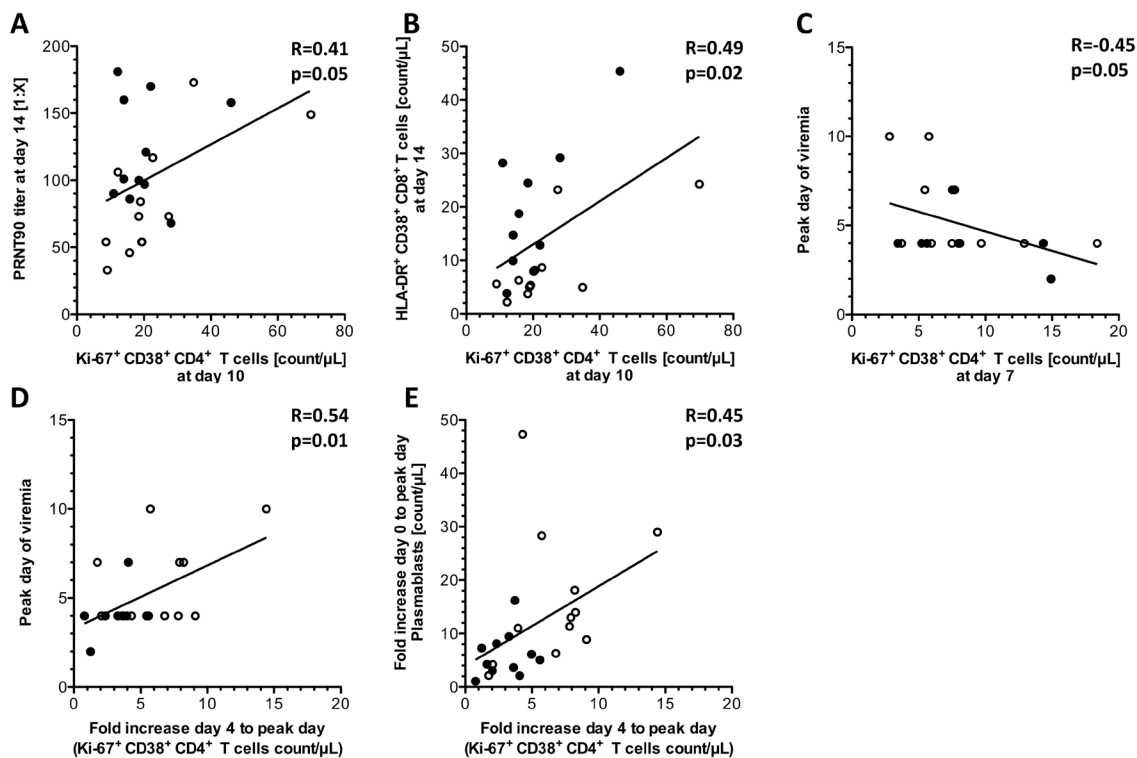 A
R=0.41
p=0.05
PRNT90 titer at day 14 [1:X]
200
150
100
50
0
0 20 40 60 80
Ki-67⁺ CD38⁺ CD4⁺ T cells [count/µL]
at day 10
B
R=0.49
p=0.02
HLA-DR⁺ CD38⁺ CD8⁺ T cells [count/µL]
at day 14
50
40
30
20
10
0
0 20 40 60 80
Ki-67⁺ CD38⁺ CD4⁺ T cells [count/µL]
at day 10
C
R=-0.45
p=0.05
Peak day of viremia
15
10
5
0
0 5 10 15 20
Ki-67⁺ CD38⁺ CD4⁺ T cells [count/µL]
at day 7
D
R=0.54
p=0.01
Peak day of viremia
15
10
5
0
0 5 10 15 20
Fold increase day 4 to peak day
(Ki-67⁺ CD38⁺ CD4⁺ T cells count/µL)
E
R=0.45
p=0.03
Fold increase day 0 to peak day
Plasmablasts [count/µL]
50
40
30
20
10
0
0 5 10 15 20
Fold increase day 4 to peak day
(Ki-67⁺ CD38⁺ CD4⁺ T cells count/µL)